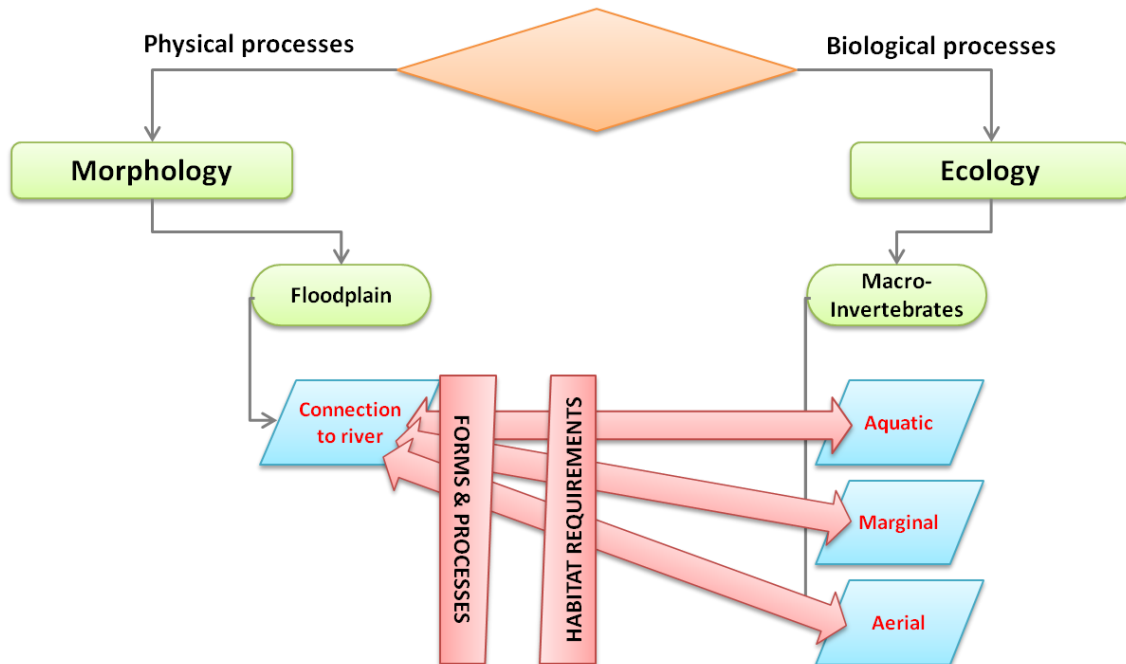 Physical processes
Biological processes
Morphology
Ecology
Floodplain
Macro-
Invertebrates
Connection
to river
FORMS & PROCESSES
HABITAT REQUIREMENTS
Aquatic
Marginal
Aerial